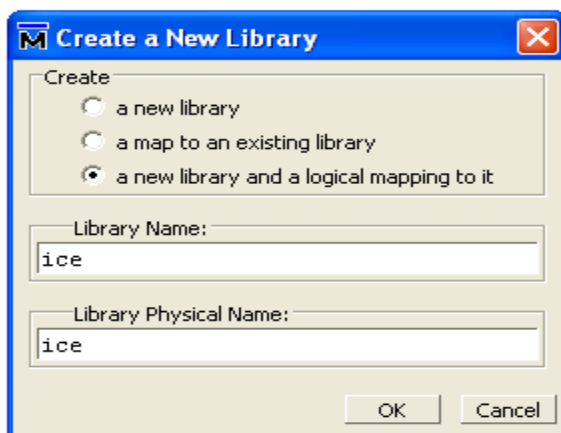 M Create a New Library
Create
a new library
a map to an existing library
a new library and a logical mapping to it
Library Name:
ice
Library Physical Name:
ice
OK Cancel